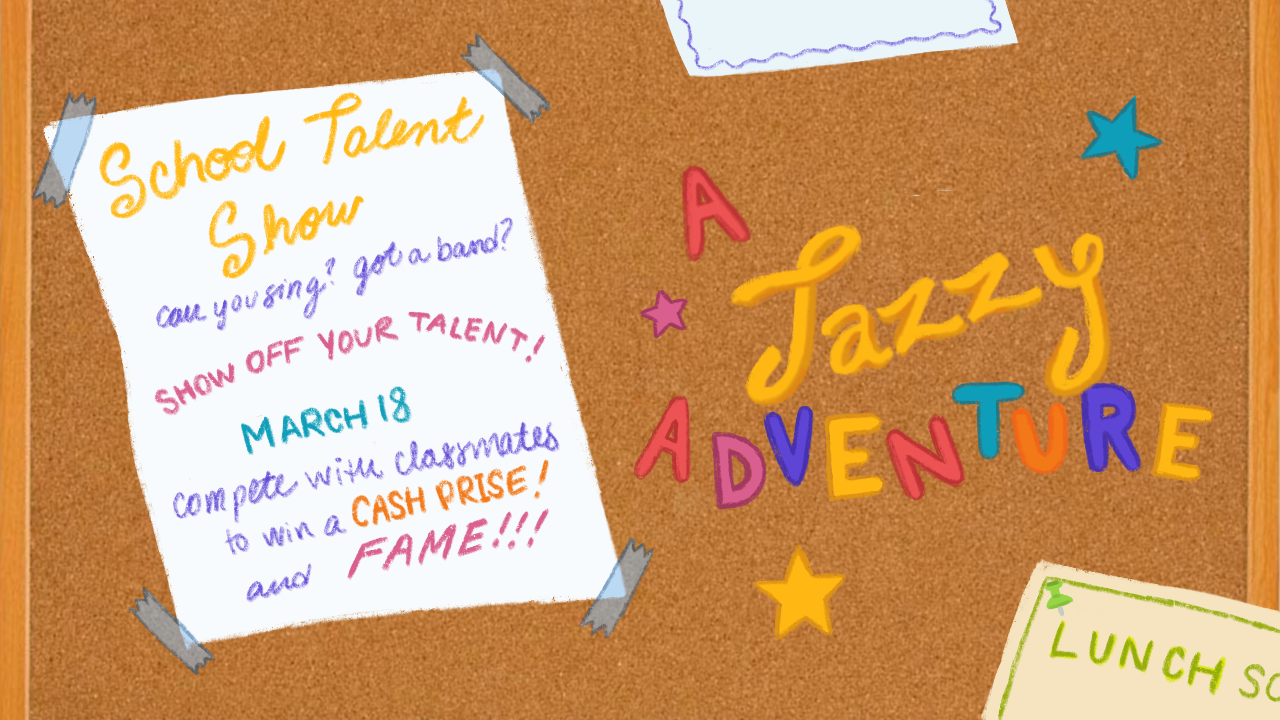 School Talent
Show
can you sing? got a band?
SHOW OFF YOUR TALENT!
MARCH 18
compete with classmates
to win a CASH PRISE!
and FAME!!!
A
Jazzy
ADVENTURE
LUNCH